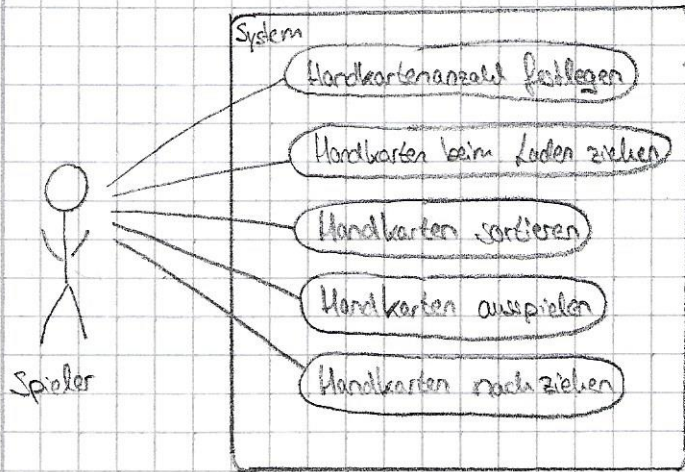 System
Handkartenanzahl festlegen
Handkarten beim Laden ziehen
Handkarten sortieren
Handkarten ausspielen
Handkarten nachziehen
Spieler